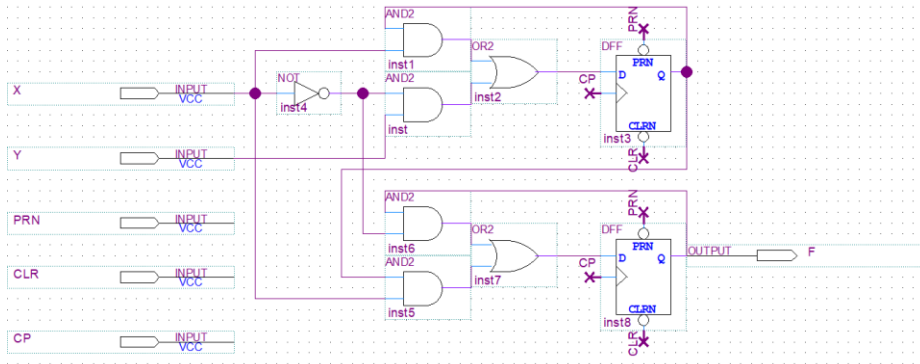 AND2
PRN
inst1
OR2
DFF
PRN
D
Q
CP
NOT
AND2
X
INPUT
VCC
inst4
inst2
inst
CLRN
inst3
CLR
Y
INPUT
VCC
AND2
PRN
PRN
INPUT
VCC
inst6
OR2
DFF
PRN
D
Q
OUTPUT
F
AND2
CP
CLR
INPUT
VCC
inst7
inst5
CLRN
inst8
CLR
CP
INPUT
VCC